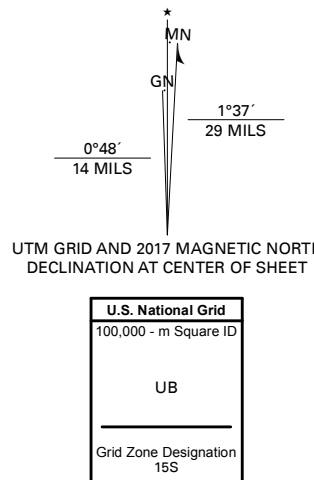 ★
MN
GN
1°37´
29 MILS
0°48´
14 MILS
UTM GRID AND 2017 MAGNETIC NORTH
DECLINATION AT CENTER OF SHEET
U.S. National Grid
100,000 - m Square ID
UB
Grid Zone Designation
15S